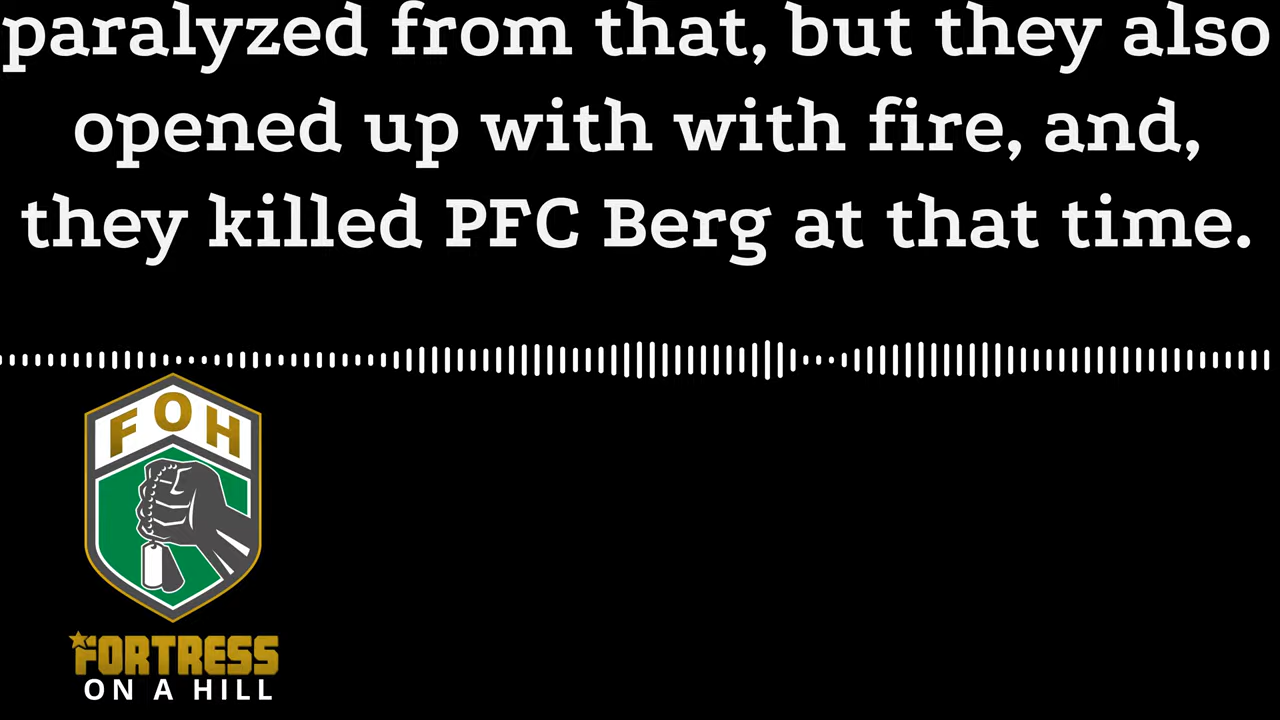 paralyzed from that, but they also
opened up with with fire, and,
they killed PFC Berg at that time.
FOH
FORTRESS
ON A HILL